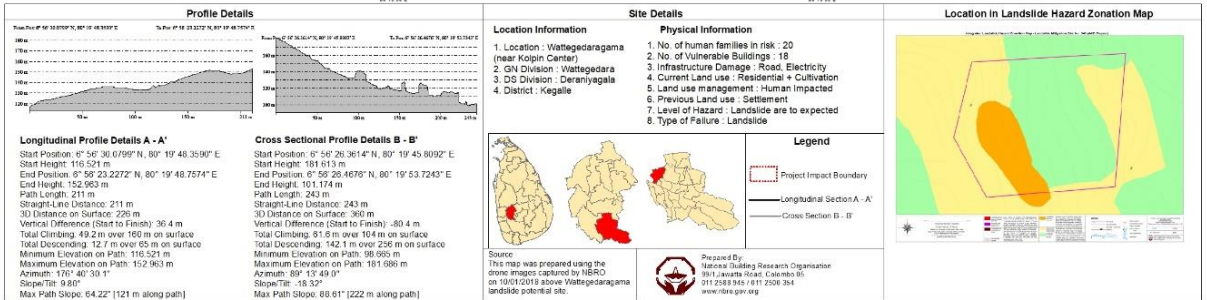 Profile Details
Longitudinal Profile Details A - A'
Start Position: 6° 56' 30.0799" N, 80° 19' 48.3590" E
Start Height: 116.521 m
End Position: 6° 56' 23.2272" N, 80° 19' 48.7574" E
End Height: 152.963 m
Path Length: 211 m
Straight-Line Distance: 211 m
3D Distance on Surface: 226 m
Vertical Difference (Start to Finish): 36.4 m
Total Climbing: 49.2 m over 160 m on surface
Total Descending: 12.7 m over 65 m on surface
Minimum Elevation on Path: 116.521 m
Maximum Elevation on Path: 152.963 m
Azimuth: 176° 40' 30.1"
Slope/Tilt: 9.80°
Max Path Slope: 64.22° [121 m along path]
Cross Sectional Profile Details B - B'
Start Position: 6° 56' 26.3614" N, 80° 19' 45.8092" E
Start Height: 181.613 m
End Position: 6° 56' 26.4676" N, 80° 19' 53.7243" E
End Height: 101.174 m
Path Length: 243 m
Straight-Line Distance: 243 m
3D Distance on Surface: 360 m
Vertical Difference (Start to Finish): -80.4 m
Total Climbing: 61.6 m over 104 m on surface
Total Descending: 142.1 m over 256 m on surface
Minimum Elevation on Path: 98.665 m
Maximum Elevation on Path: 181.686 m
Azimuth: 89° 13' 49.0"
Slope/Tilt: -18.32°
Max Path Slope: 88.61° [222 m along path]
Site Details
Location Information
1. Location : Wattegedaragama
(near Kolpin Center)
2. GN Division : Wattegedara
3. DS Division : Deraniyagala
4. District : Kegalle
Physical Information
1. No. of human families in risk : 20
2. No. of Vulnerable Buildings : 18
3. Infrastructure Damage : Road, Electricity
4. Current Land use : Residential + Cultivation
5. Land use management : Human Impacted
6. Previous Land use : Settlement
7. Level of Hazard : Landslide are to expected
8. Type of Failure : Landslide
Legend
Project Impact Boundary
Longitudinal Section A - A'
Cross Section B - B'
Source
This map was prepared using the
drone images captured by NBRO
on 10/01/2019 above Wattegedaragama
landslide potential site.
Prepared By:
National Building Research Organisation
99/1,Jawatta Road, Colombo 05.
011 2588 946 / 011 2500 354
www.nbro.gov.org
Location in Landslide Hazard Zonation Map